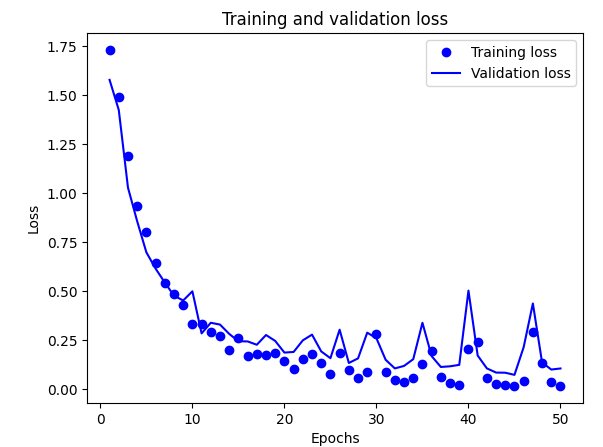 Training and validation loss
Training loss
Validation loss
1.75
1.50
1.25
1.00
0.75
0.50
0.25
0.00
Loss
0 10 20 30 40 50
Epochs